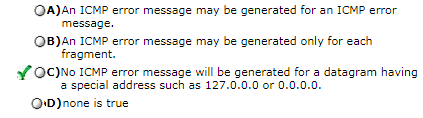 A)An ICMP error message may be generated for an ICMP error
message.
B)An ICMP error message may be generated only for each
fragment.
C)No ICMP error message will be generated for a datagram having
a special address such as 127.0.0.0 or 0.0.0.0.
D)none is true